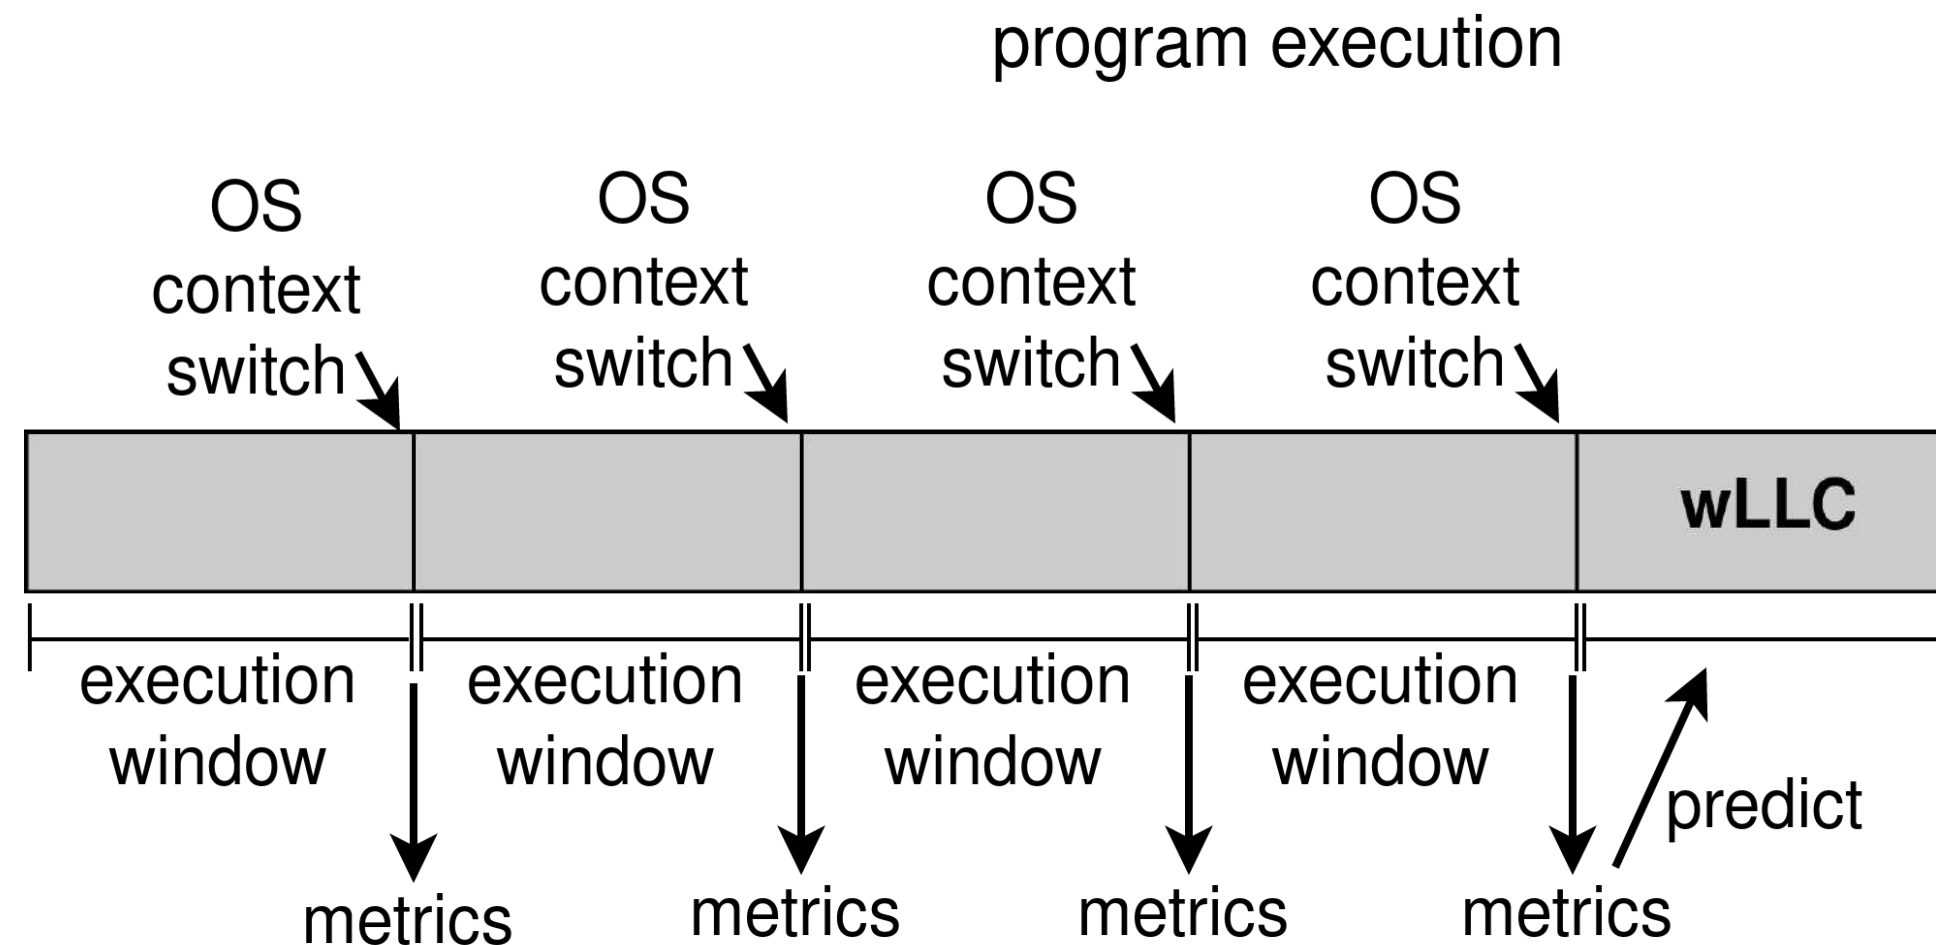 program execution
OS
context
switch
OS
context
switch
OS
context
switch
OS
context
switch
wLLC
execution
window
execution
window
execution
window
execution
window
predict
metrics
metrics
metrics
metrics